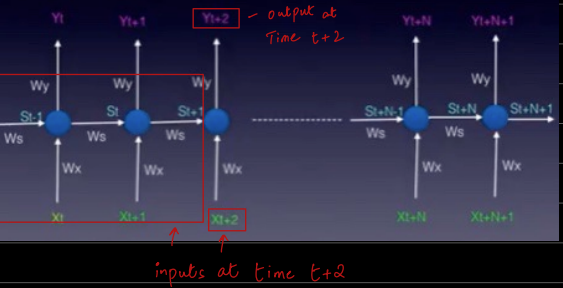 Yt Yt+1 Yt+2 - output at Yt+N Yt+N+1
Time t+2
Wy Wy Wy Wy Wy
St-1 St St+1 St+N-1 St+N St+N+1
Ws Ws Ws Ws Ws
Wx Wx Wx Wx Wx
Xt Xt+1 Xt+2 Xt+N Xt+N+1
inputs at time t+2